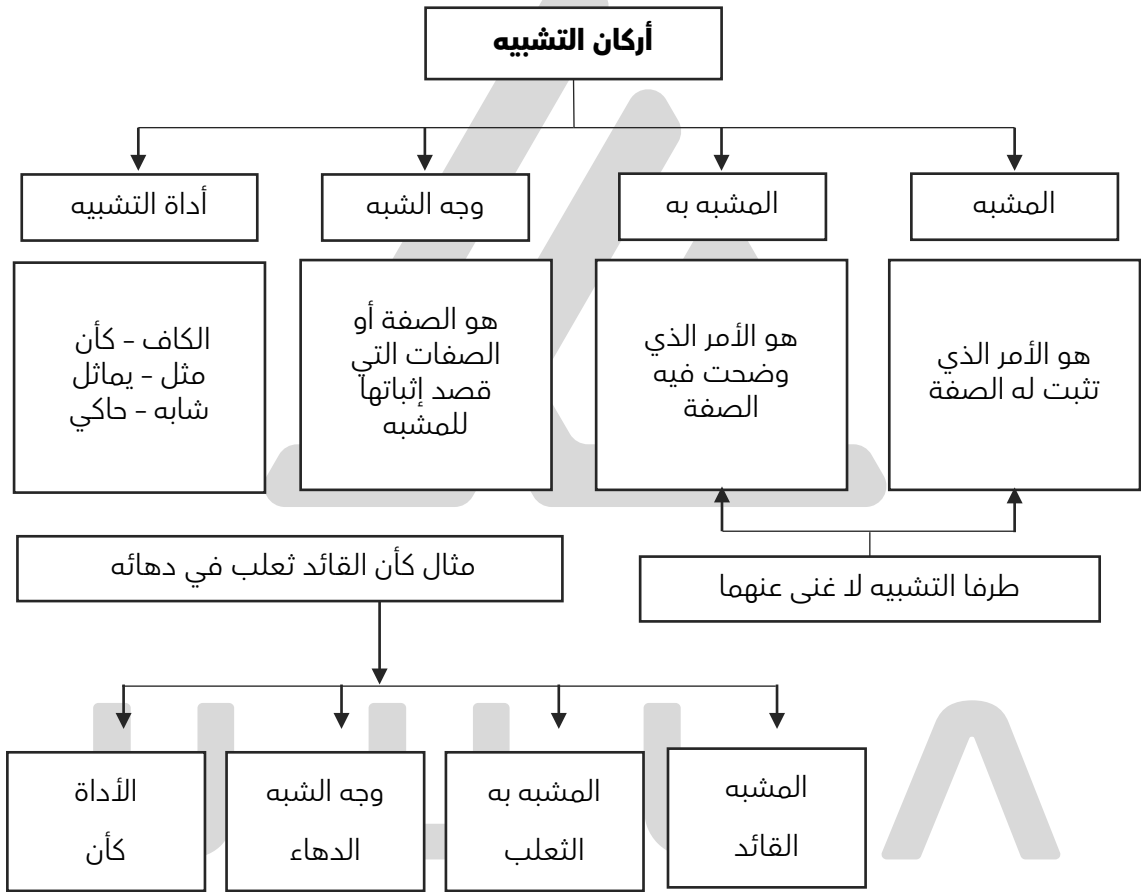 أركان التشبيه
المشبه
المشبه به
وجه الشبه
أداة التشبيه
هو الأمر الذي
تثبت له الصفة
هو الأمر الذي
وضحت فيه
الصفة
هو الصفة أو
الصفات التي
قصد إثباتها
للمشبه
الكاف – كأن
مثل – يماثل
شابه – حاكي
طرفا التشبيه لا غنى عنهما
مثال كأن القائد ثعلب في دهائه
المشبه
القائد
المشبه به
الثعلب
وجه الشبه
الدهاء
الأداة
كأن
ULULA